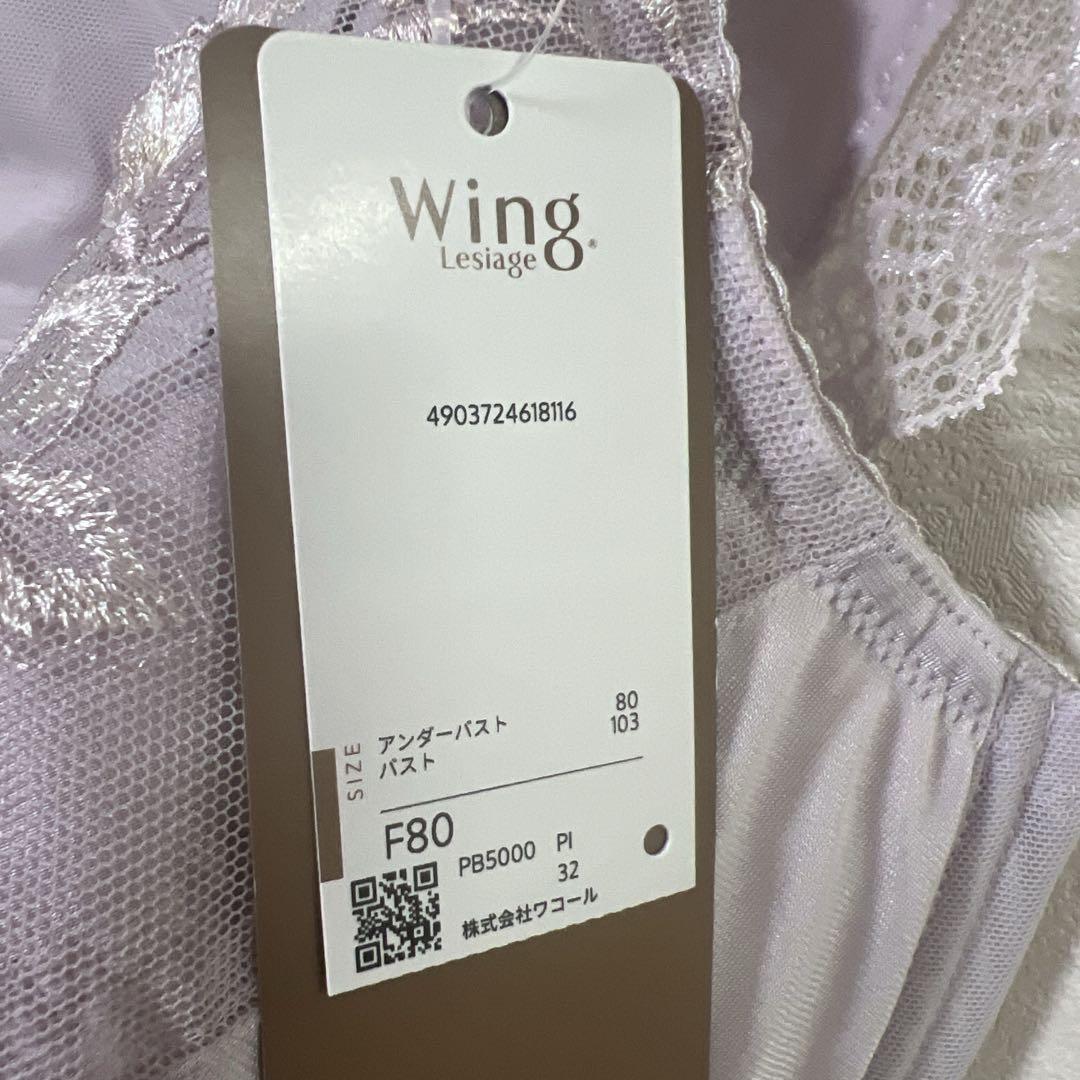 Wing®
Lesiage
4903724618116
SIZE
アンダーバスト 80
バスト 103
F80 PB5000 PI
32
株式会社ワコール